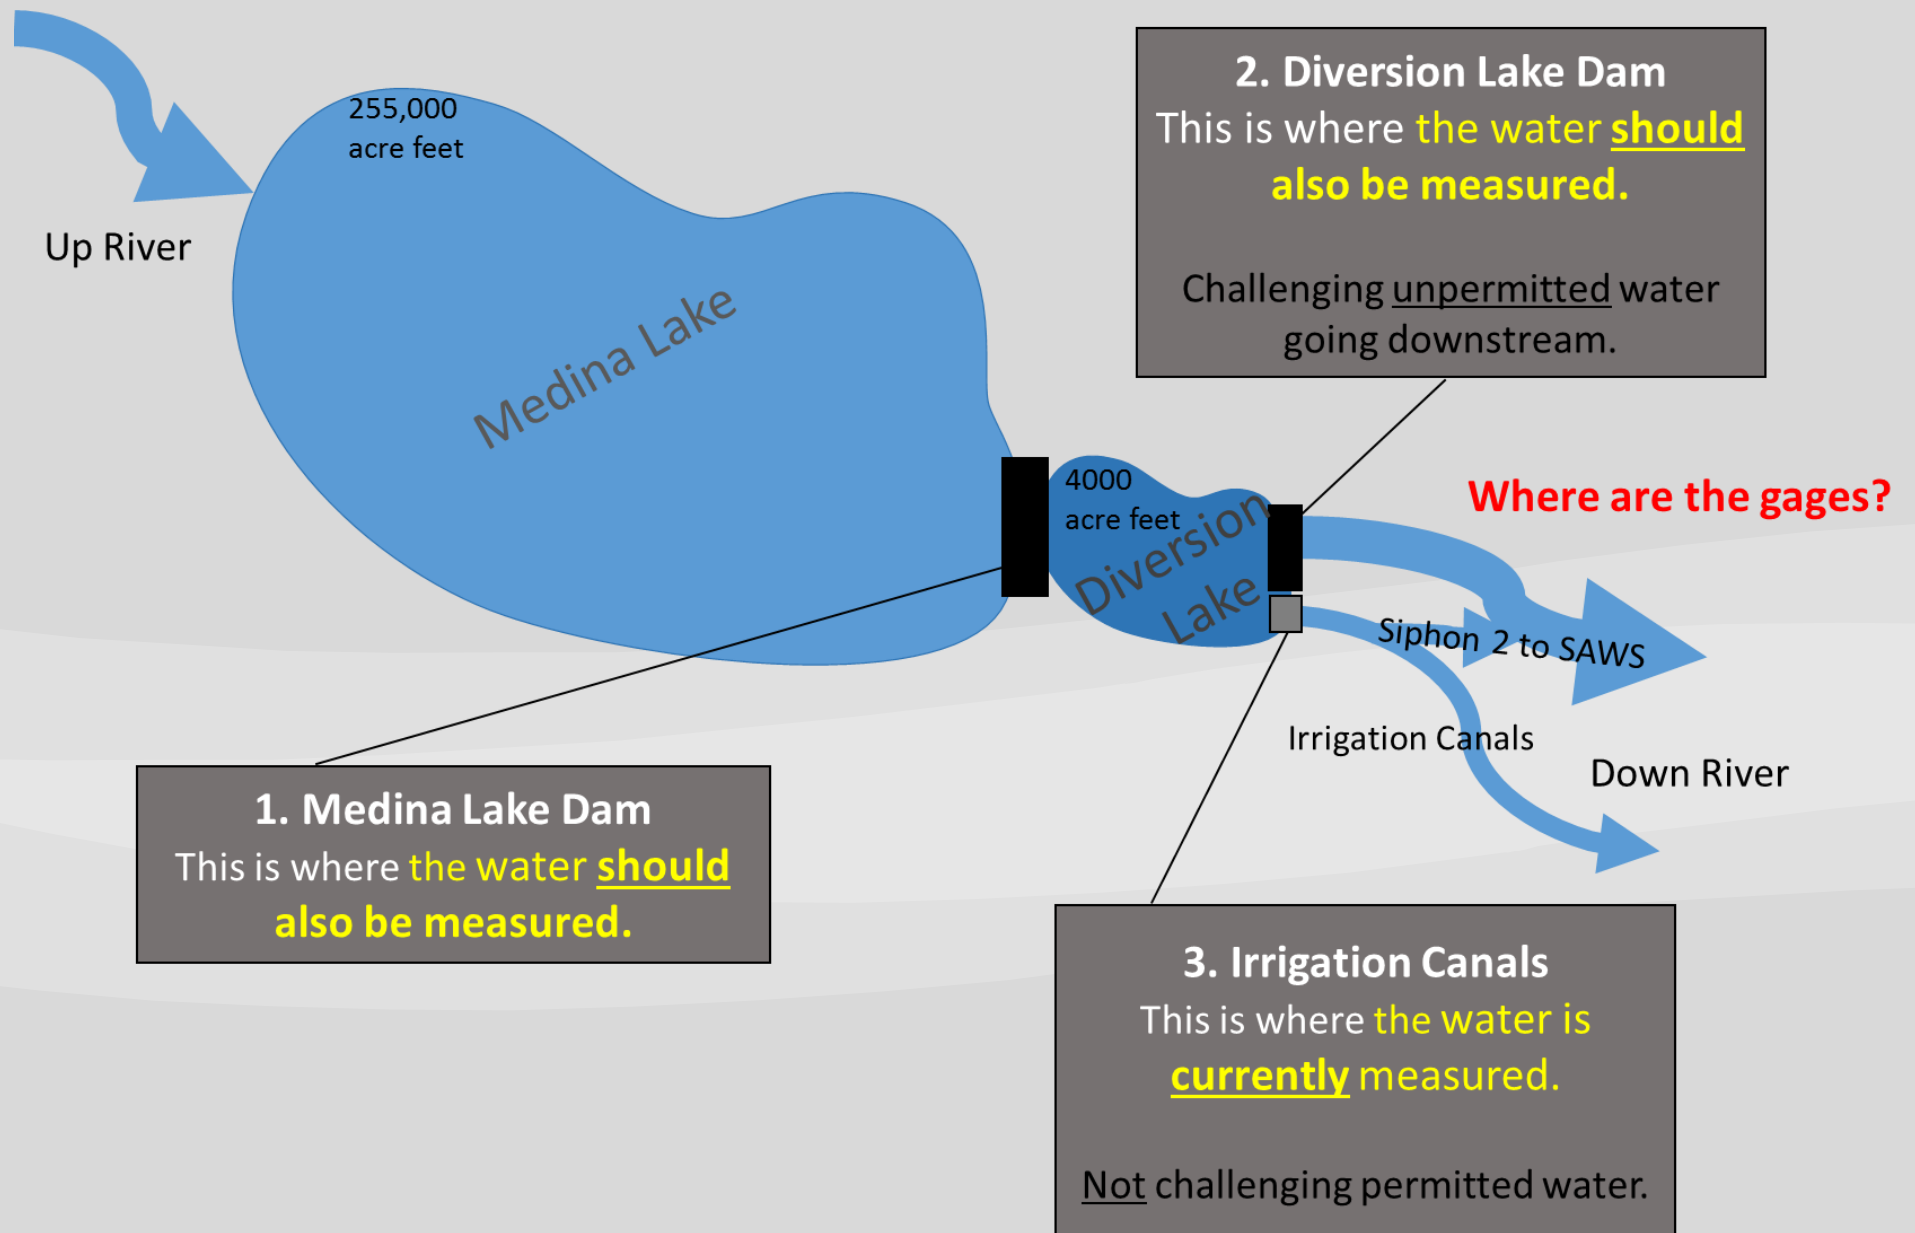 255,000
acre feet
Up River
Medina Lake
2. Diversion Lake Dam
This is where the water should
also be measured.
Challenging unpermitted water
going downstream.
4000
acre feet
Diversion
Lake
Where are the gages?
Siphon 2 to SAWS
Irrigation Canals
Down River
1. Medina Lake Dam
This is where the water should
also be measured.
3. Irrigation Canals
This is where the water is
currently measured.
Not challenging permitted water.